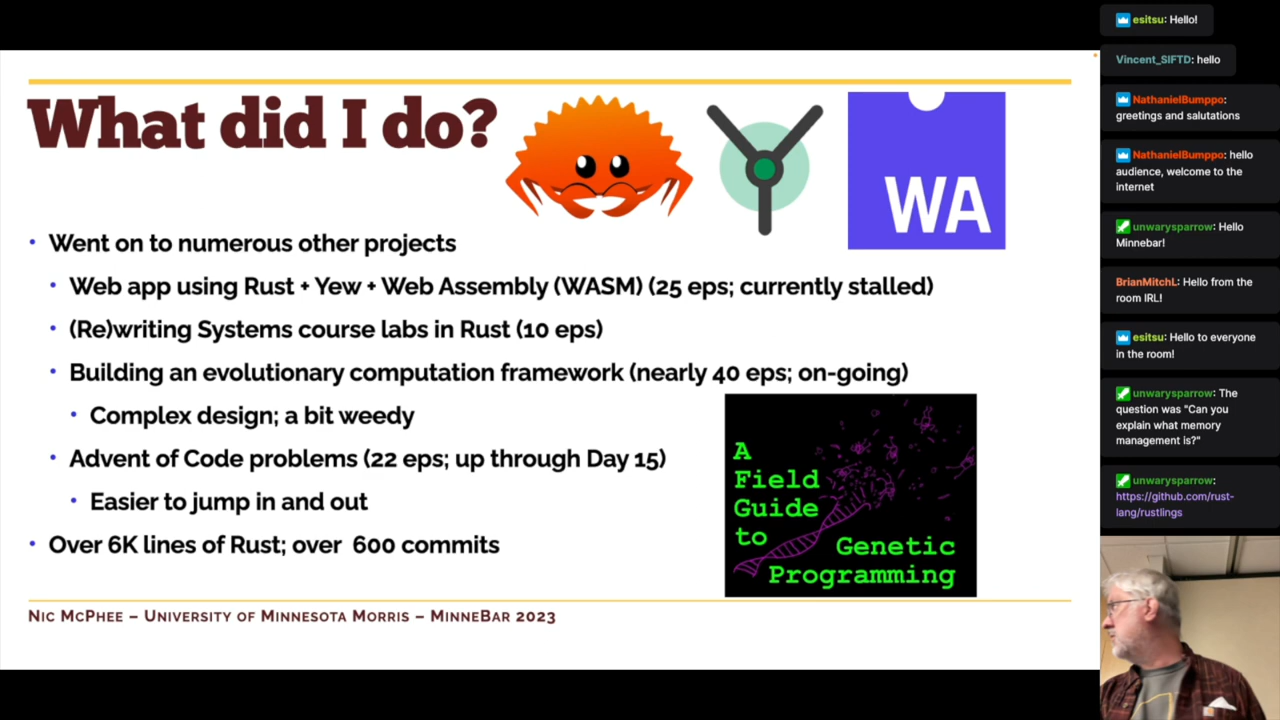 What did I do?
WA
• Went on to numerous other projects
• Web app using Rust + Yew + Web Assembly (WASM) (25 eps; currently stalled)
• (Re)writing Systems course labs in Rust (10 eps)
• Building an evolutionary computation framework (nearly 40 eps; on-going)
• Complex design; a bit weedy
• Advent of Code problems (22 eps; up through Day 15)
• Easier to jump in and out
• Over 6K lines of Rust; over 600 commits
A
Field
Guide
to
Genetic
Programming
Nic McPhee – University of Minnesota Morris – MinneBar 2023
esitsu: Hello!
Vincent_SIFTD: hello
NathanielBumppo:
greetings and salutations
NathanielBumppo: hello
audience, welcome to the
internet
unwarysparrow: Hello
Minnebar!
BrianMitchL: Hello from the
room IRL!
esitsu: Hello to everyone
in the room!
unwarysparrow: The
question was "Can you
explain what memory
management is?"
unwarysparrow:
https://github.com/rust-
lang/rustlings